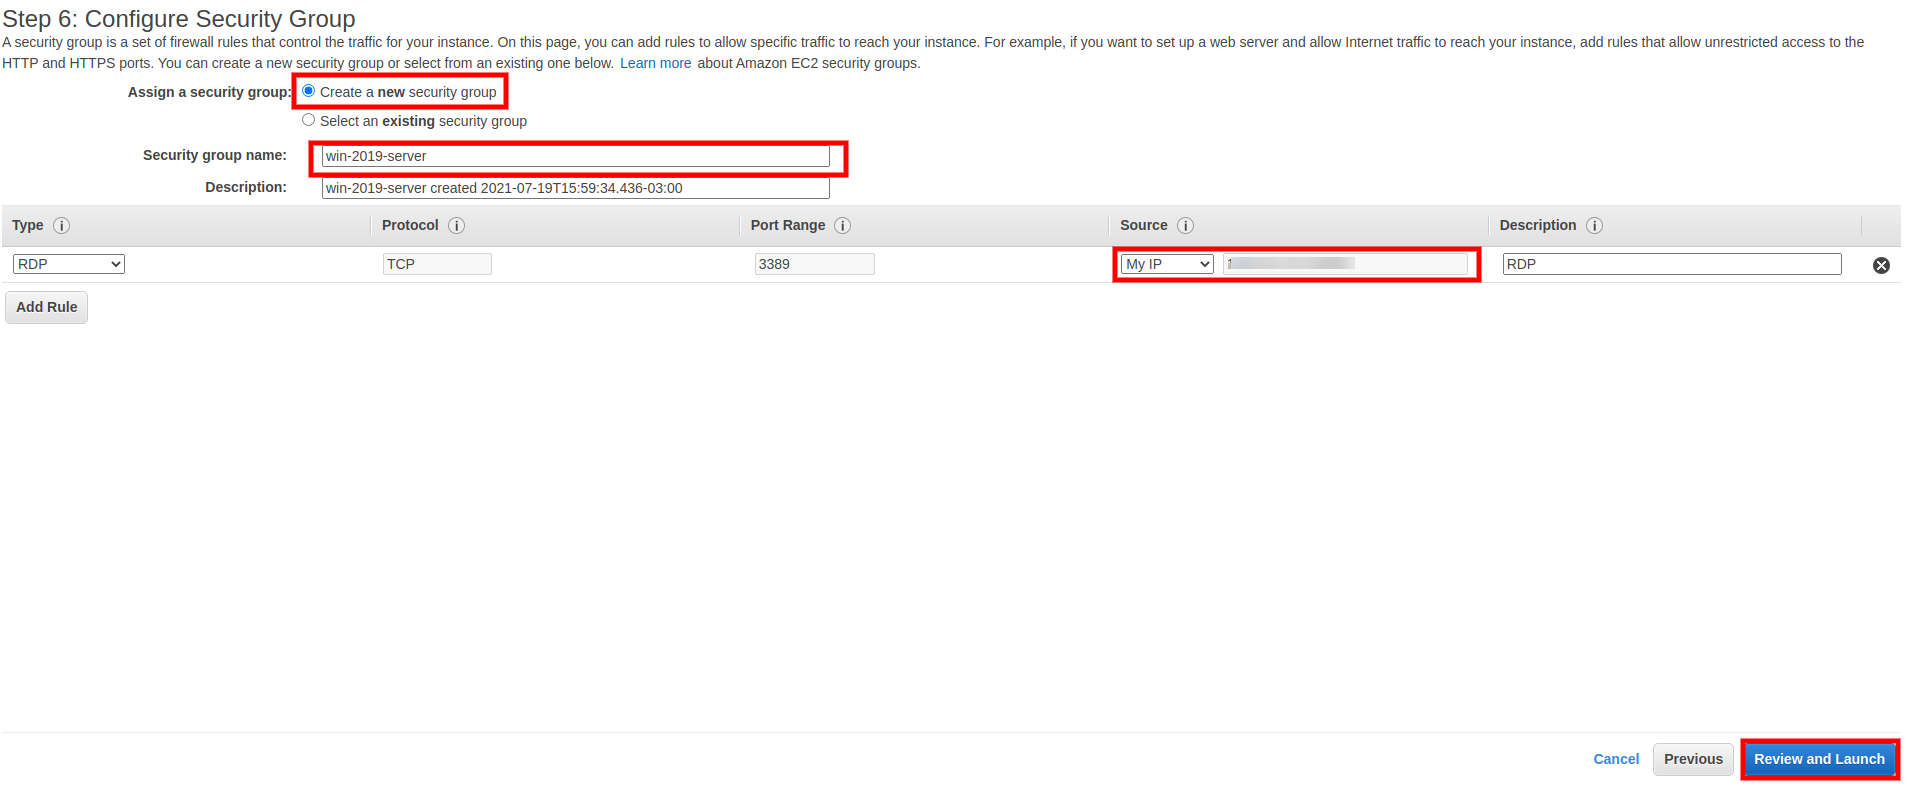 Step 6: Configure Security Group
A security group is a set of firewall rules that control the traffic for your instance. On this page, you can add rules to allow specific traffic to reach your instance. For example, if you want to set up a web server and allow Internet traffic to reach your instance, add rules that allow unrestricted access to the
HTTP and HTTPS ports. You can create a new security group or select from an existing one below. Learn more about Amazon EC2 security groups.
Assign a security group: Create a new security group
Select an existing security group
Security group name: win-2019-server
Description: win-2019-server created 2021-07-19T15:59:34.436-03:00
Type Protocol Port Range Source Description
RDP TCP 3389 My IP RDP
Add Rule
Cancel Previous Review and Launch